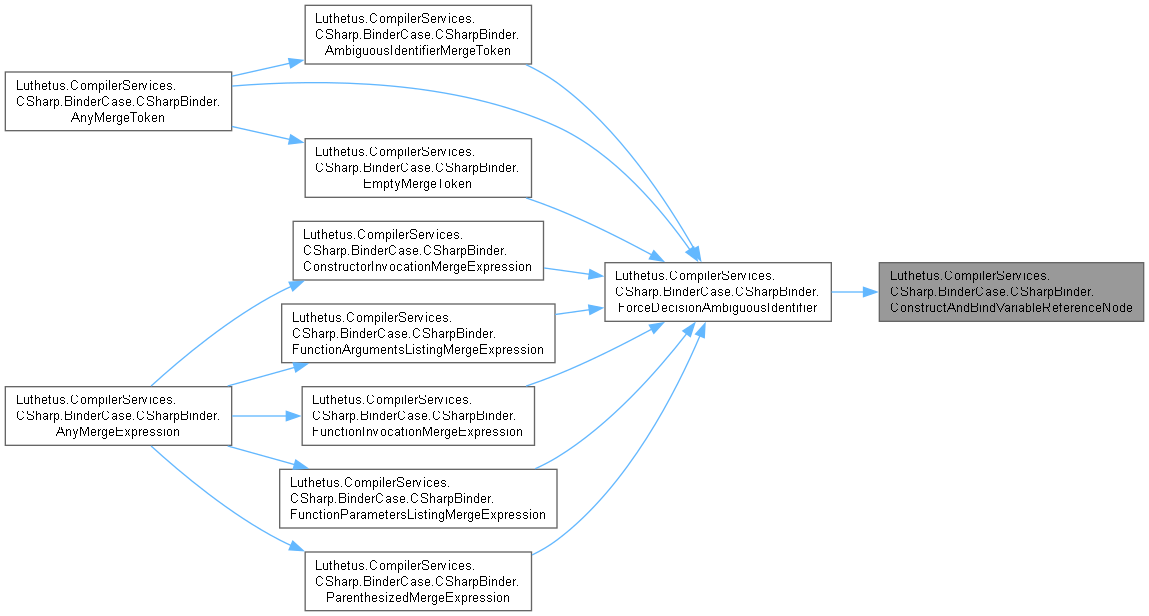 Luthetus.CompilerServices.
CSharp.BinderCase.CSharpBinder.
AmbiguousIdentifierMergeToken
Luthetus.CompilerServices.
CSharp.BinderCase.CSharpBinder.
AnyMergeToken
Luthetus.CompilerServices.
CSharp.BinderCase.CSharpBinder.
EmptyMergeToken
Luthetus.CompilerServices.
CSharp.BinderCase.CSharpBinder.
ConstructorInvocationMergeExpression
Luthetus.CompilerServices.
CSharp.BinderCase.CSharpBinder.
ForceDecisionAmbiguousIdentifier
Luthetus.CompilerServices.
CSharp.BinderCase.CSharpBinder.
ConstructAndBindVariableReferenceNode
Luthetus.CompilerServices.
CSharp.BinderCase.CSharpBinder.
FunctionArgumentsListingMergeExpression
Luthetus.CompilerServices.
CSharp.BinderCase.CSharpBinder.
AnyMergeExpression
Luthetus.CompilerServices.
CSharp.BinderCase.CSharpBinder.
FunctionInvocationMergeExpression
Luthetus.CompilerServices.
CSharp.BinderCase.CSharpBinder.
FunctionParametersListingMergeExpression
Luthetus.CompilerServices.
CSharp.BinderCase.CSharpBinder.
ParenthesizedMergeExpression